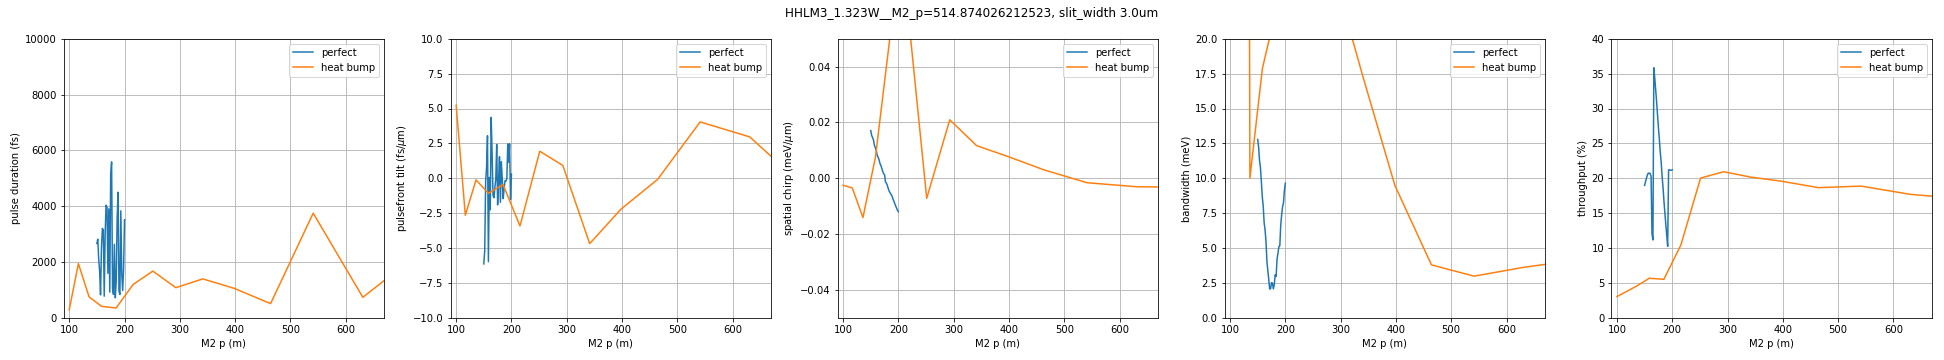 HHLM3_1.323W__M2_p=514.874026212523, slit_width 3.0um
pulse duration (fs)
10000
8000
6000
4000
2000
0
perfect
heat bump
100 200 300 400 500 600
M2 p (m)
pulsefront tilt (fs/μm)
10.0
7.5
5.0
2.5
0.0
−2.5
−5.0
−7.5
−10.0
perfect
heat bump
100 200 300 400 500 600
M2 p (m)
spatial chirp (meV/μm)
0.04
0.02
0.00
−0.02
−0.04
perfect
heat bump
100 200 300 400 500 600
M2 p (m)
bandwidth (meV)
20.0
17.5
15.0
12.5
10.0
7.5
5.0
2.5
0.0
perfect
heat bump
100 200 300 400 500 600
M2 p (m)
throughput (%)
40
35
30
25
20
15
10
5
0
perfect
heat bump
100 200 300 400 500 600
M2 p (m)